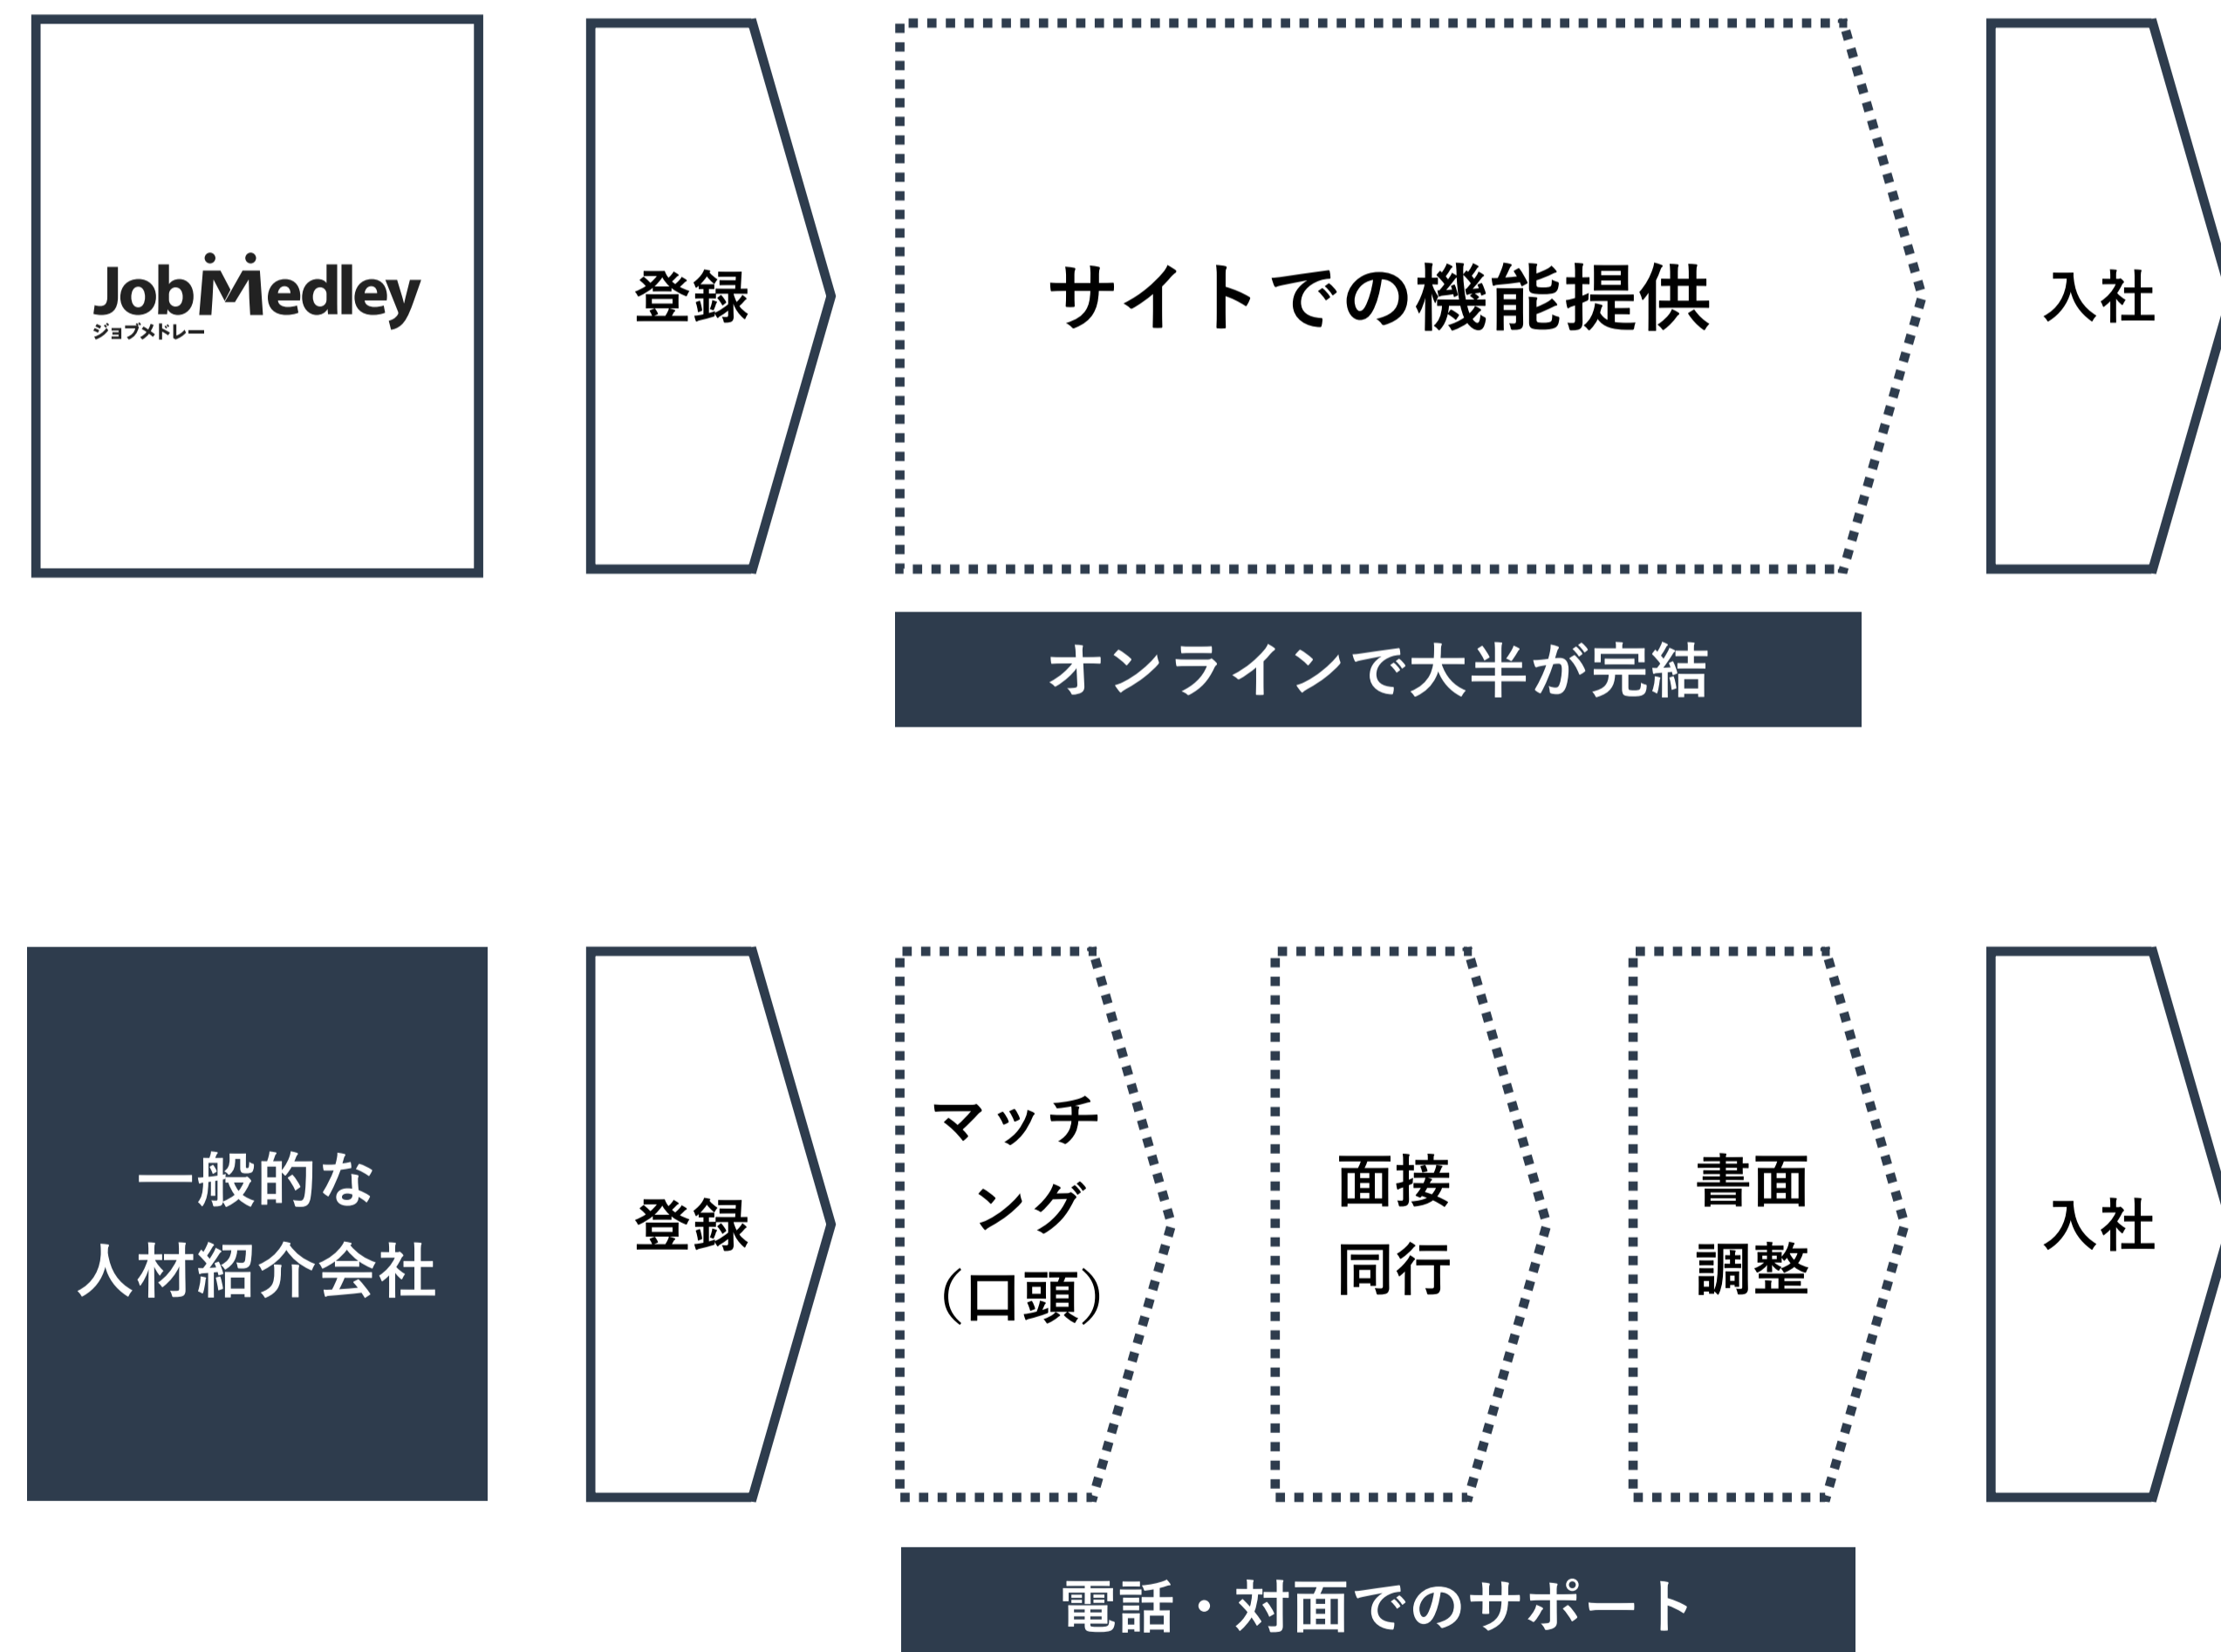 JobMedley
ジョブメドレー
登録
サイトでの機能提供
入社
オンラインで大半が完結
一般的な
人材紹介会社
登録
マッチ
ング
（口頭）
面接
同行
書面
調整
入社
電話・対面でのサポート